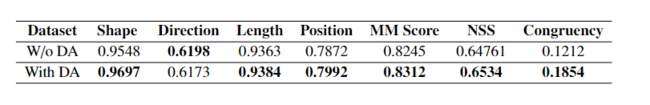 Dataset Shape Direction Length Position MM Score NSS Congruency
W/o DA 0.9548 0.6198 0.9363 0.7872 0.8245 0.64761 0.1212
With DA 0.9697 0.6173 0.9384 0.7992 0.8312 0.6534 0.1854